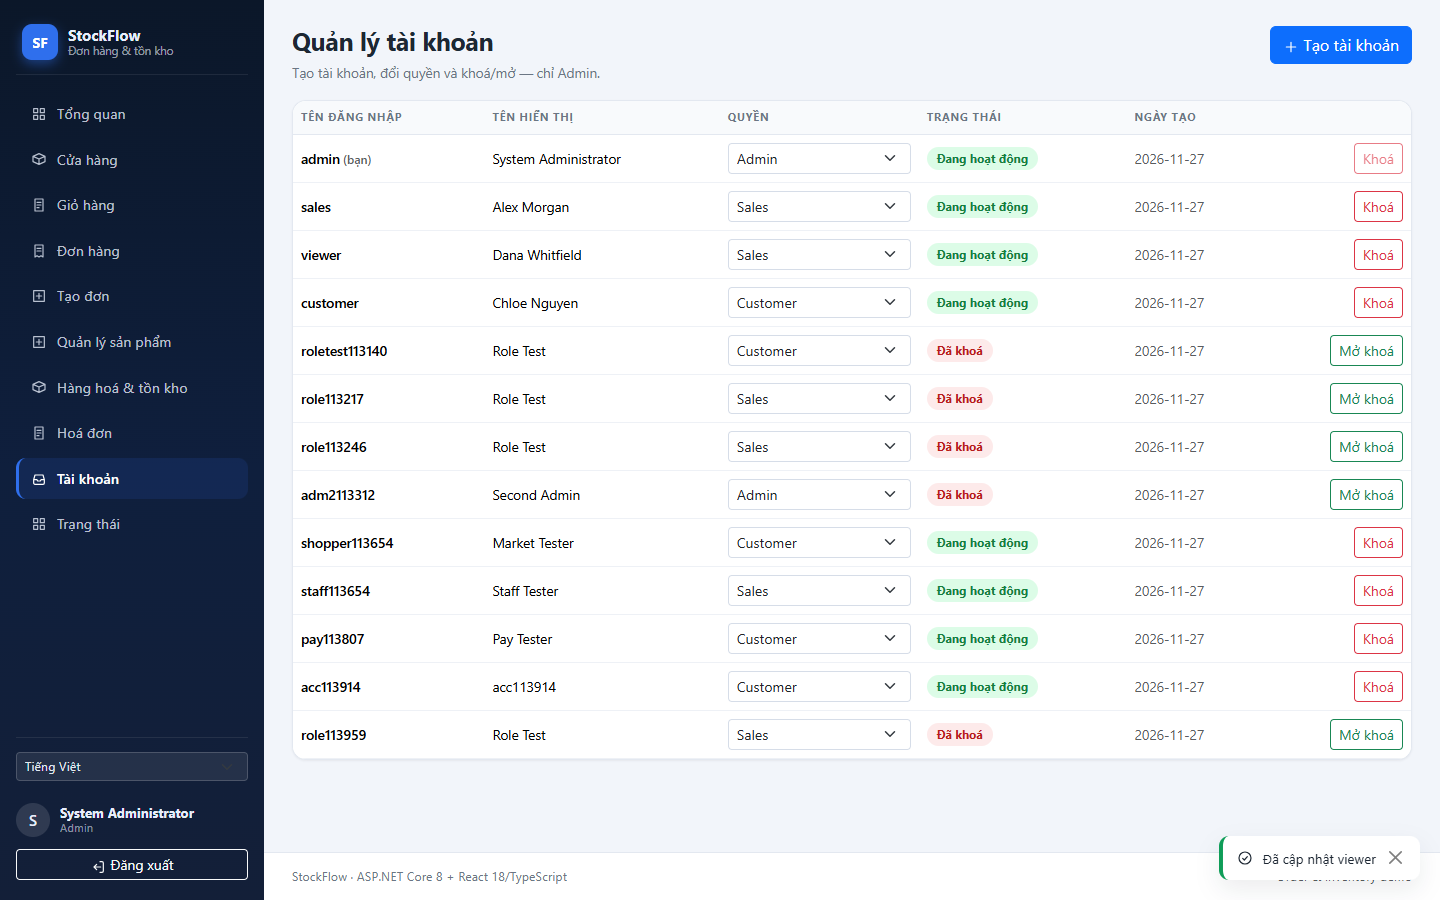 SF
StockFlow
Đơn hàng & tồn kho
Tổng quan
Cửa hàng
Giỏ hàng
Đơn hàng
Tạo đơn
Quản lý sản phẩm
Hàng hoá & tồn kho
Hoá đơn
Tài khoản
Trạng thái
Tiếng Việt
S
System Administrator
Admin
Đăng xuất
Quản lý tài khoản
Tạo tài khoản, đổi quyền và khoá/mở — chỉ Admin.
+ Tạo tài khoản
TÊN ĐĂNG NHẬP TÊN HIỂN THỊ QUYỀN TRẠNG THÁI NGÀY TẠO
admin (bạn) System Administrator Admin Đang hoạt động 2026-11-27 Khoá
sales Alex Morgan Sales Đang hoạt động 2026-11-27 Khoá
viewer Dana Whitfield Sales Đang hoạt động 2026-11-27 Khoá
customer Chloe Nguyen Customer Đang hoạt động 2026-11-27 Khoá
roletest113140 Role Test Customer Đã khoá 2026-11-27 Mở khoá
role113217 Role Test Sales Đã khoá 2026-11-27 Mở khoá
role113246 Role Test Sales Đã khoá 2026-11-27 Mở khoá
adm2113312 Second Admin Admin Đã khoá 2026-11-27 Mở khoá
shopper113654 Market Tester Customer Đang hoạt động 2026-11-27 Khoá
staff113654 Staff Tester Sales Đang hoạt động 2026-11-27 Khoá
pay113807 Pay Tester Customer Đang hoạt động 2026-11-27 Khoá
acc113914 acc113914 Customer Đang hoạt động 2026-11-27 Khoá
role113959 Role Test Sales Đã khoá 2026-11-27 Mở khoá
Đã cập nhật viewer
StockFlow · ASP.NET Core 8 + React 18/TypeScript